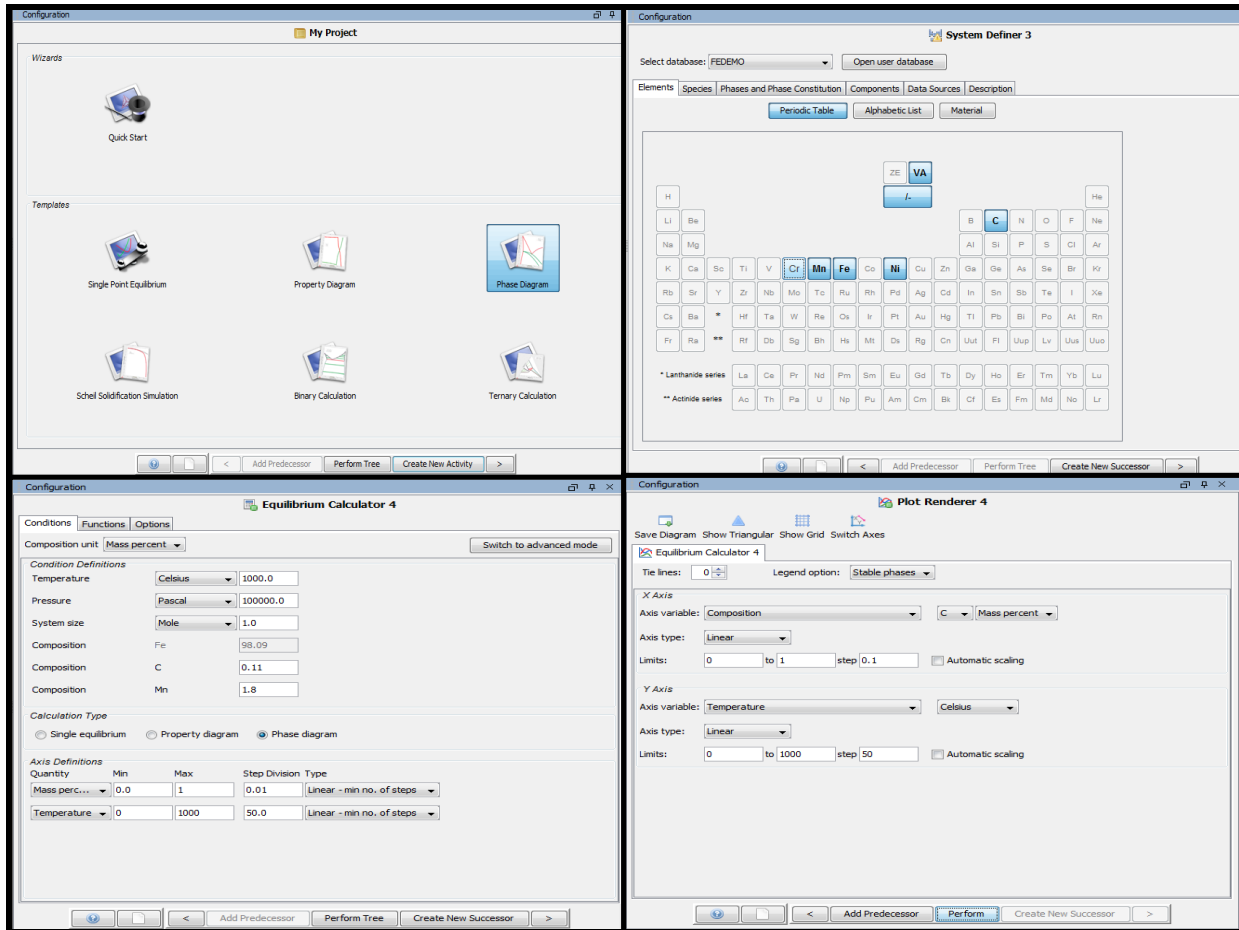 Configuration
My Project
Wizards
Quick Start
Templates
Single Point Equilibrium
Property Diagram
Phase Diagram
Scheil Solidification Simulation
Binary Calculation
Ternary Calculation
< Add Predecessor Perform Tree Create New Activity >
Configuration
System Definer 3
Select database: FEDEMO Open user database
Elements Species Phases and Phase Constitution Components Data Sources Description
Periodic Table Alphabetic List Material
ZE VA
/-
H He
Li Be B C N O F Ne
Na Mg Al Si P S Cl Ar
K Ca Sc Ti V Cr Mn Fe Co Ni Cu Zn Ga Ge As Se Br Kr
Rb Sr Y Zr Nb Mo Tc Ru Rh Pd Ag Cd In Sn Sb Te I Xe
Cs Ba * Hf Ta W Re Os Ir Pt Au Hg Tl Pb Bi Po At Rn
Fr Ra ** Rf Db Sg Bh Hs Mt Ds Rg Cn Uut Fl Uup Lv Uus Uuo
* Lanthanide series La Ce Pr Nd Pm Sm Eu Gd Tb Dy Ho Er Tm Yb Lu
** Actinide series Ac Th Pa U Np Pu Am Cm Bk Cf Es Fm Md No Lr
< Add Predecessor Perform Tree Create New Successor >
Configuration
Equilibrium Calculator 4
Conditions Functions Options
Composition unit Mass percent Switch to advanced mode
Condition Definitions
Temperature Celsius 1000.0
Pressure Pascal 100000.0
System size Mole 1.0
Composition Fe 98.09
Composition C 0.11
Composition Mn 1.8
Calculation Type
Single equilibrium Property diagram Phase diagram
Axis Definitions
Quantity Min Max Step Division Type
Mass perc... 0.0 1 0.01 Linear - min no. of steps
Temperature 0 1000 50.0 Linear - min no. of steps
< Add Predecessor Perform Tree Create New Successor >
Configuration
Plot Renderer 4
Save Diagram Show Triangular Show Grid Switch Axes
Equilibrium Calculator 4
Tie lines: 0 Legend option: Stable phases
X Axis
Axis variable: Composition C Mass percent
Axis type: Linear
Limits: 0 to 1 step 0.1 Automatic scaling
Y Axis
Axis variable: Temperature Celsius
Axis type: Linear
Limits: 0 to 1000 step 50 Automatic scaling
< Add Predecessor Perform Create New Successor >